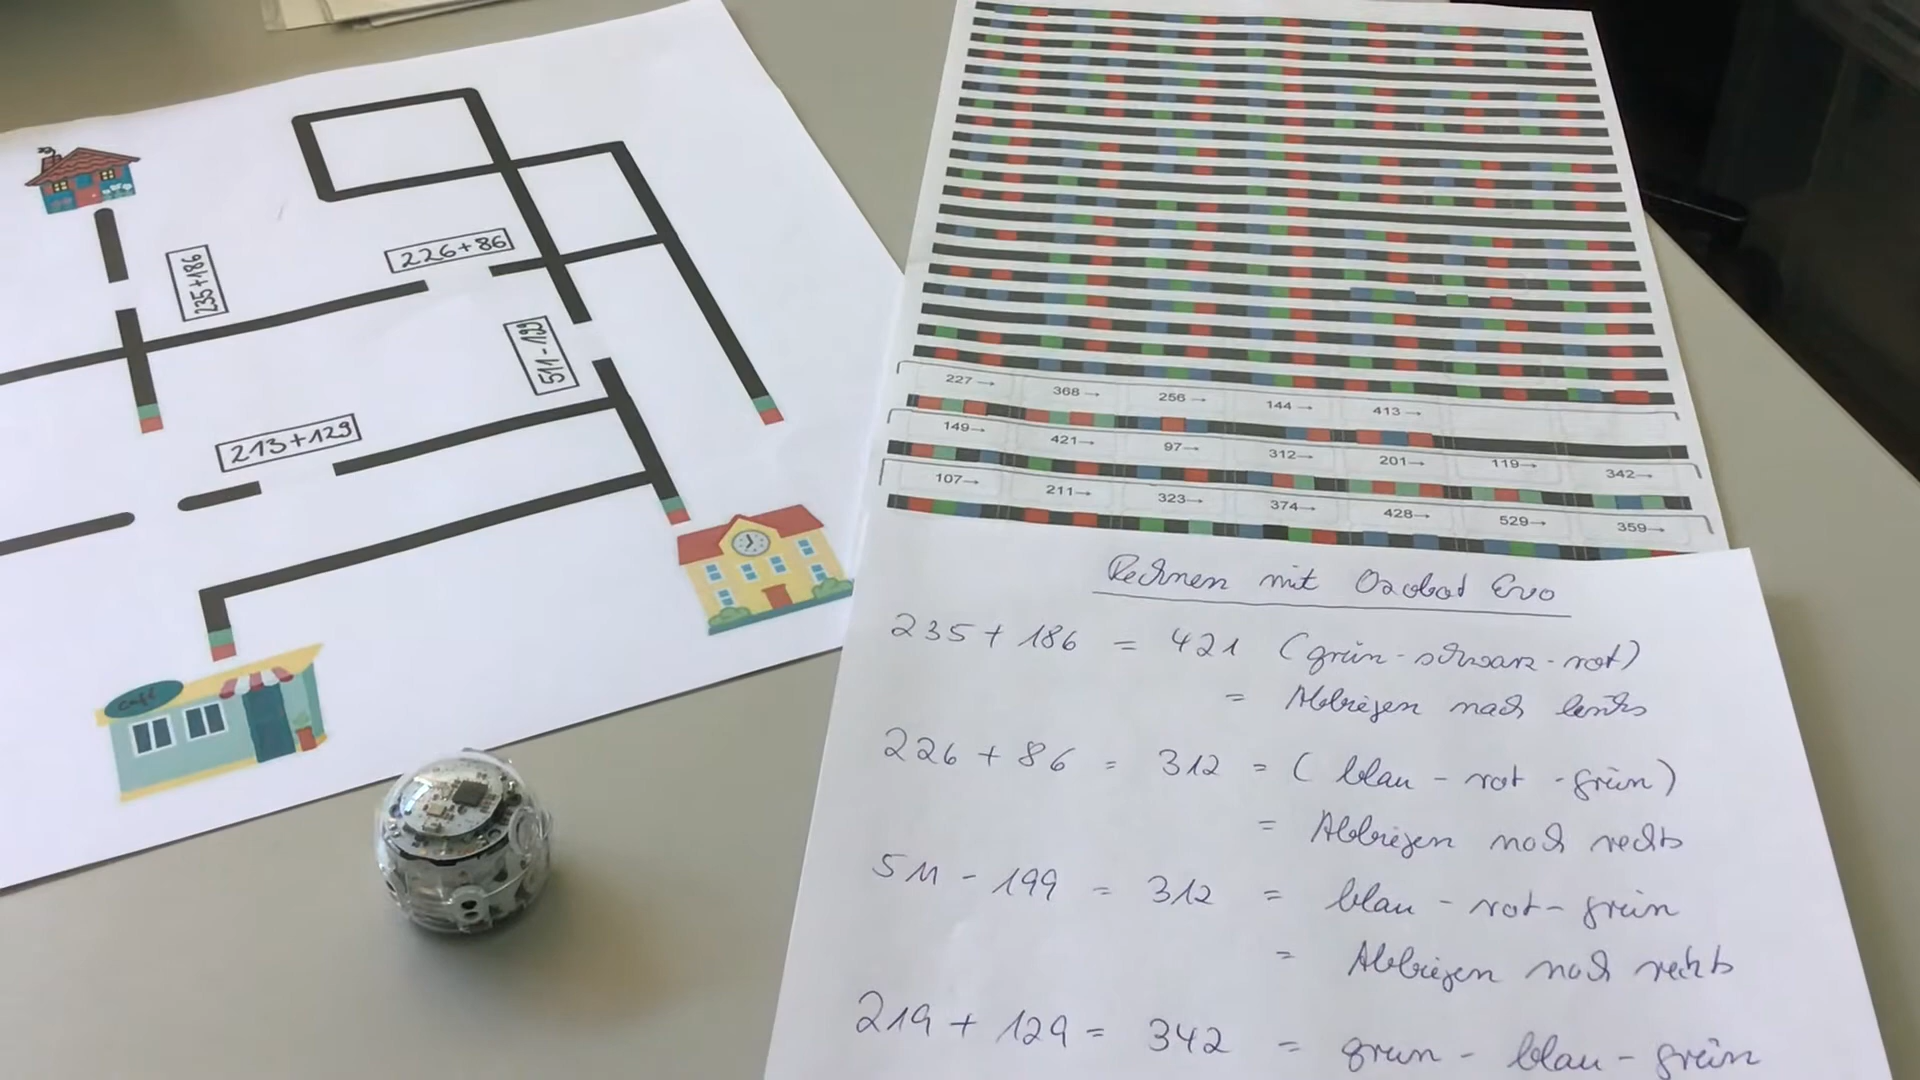 235+186
226+86
511-199
213+129
café
227→ 368→ 256→ 144→ 413→
149→ 421→ 97→ 312→ 201→ 119→ 342→
107→ 211→ 323→ 374→ 428→ 529→ 359→
Rechnen mit Ozobod Evo
235 + 186 = 421 (grün - schwarz - rot)
= Abbiegen nach links
226 + 86 = 312 = ( blau - rot - grün)
= Abbiegen nach rechts
511 - 199 = 312 = blau - rot - grün
= Abbiegen nach rechts
219 + 129 = 342 = grün - blau - grün